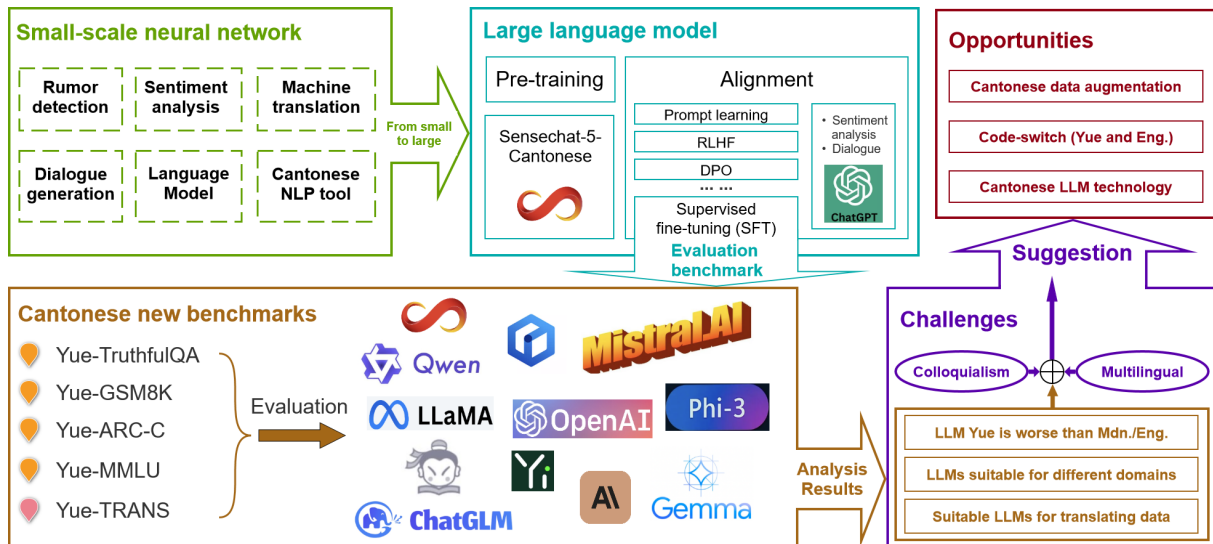 Small-scale neural network
Rumor
detection
Sentiment
analysis
Machine
translation
Dialogue
generation
Language
Model
Cantonese
NLP tool
From small
to large
Large language model
Pre-training
Sensechat-5-
Cantonese
Alignment
Prompt learning
RLHF
DPO
... ...
Supervised
fine-tuning (SFT)
• Sentiment
analysis
• Dialogue
ChatGPT
Evaluation
benchmark
Opportunities
Cantonese data augmentation
Code-switch (Yue and Eng.)
Cantonese LLM technology
Suggestion
Cantonese new benchmarks
Yue-TruthfulQA
Yue-GSM8K
Yue-ARC-C
Yue-MMLU
Yue-TRANS
Evaluation
Mistral.AI
Qwen
LLaMA
OpenAI
Phi-3
Yi
AI
ChatGLM
Gemma
Analysis
Results
Challenges
Colloquialism
Multilingual
LLM Yue is worse than Mdn./Eng.
LLMs suitable for different domains
Suitable LLMs for translating data